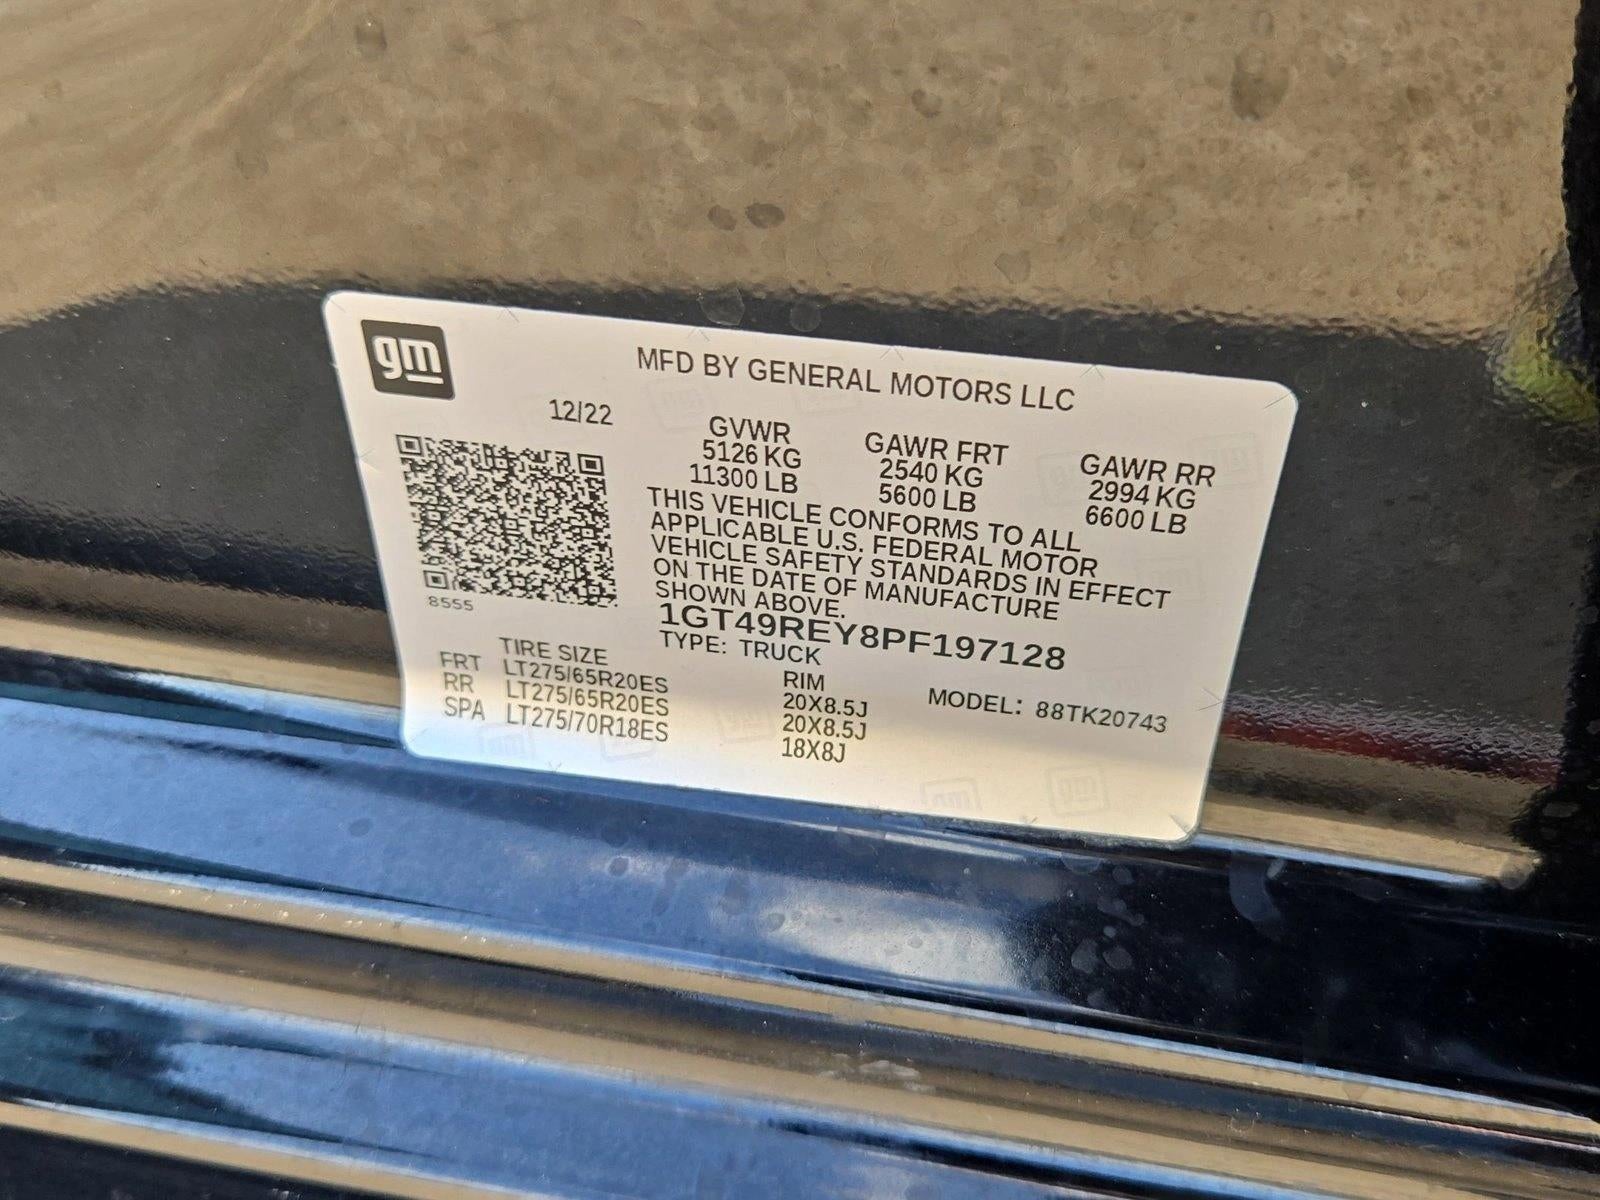 gm
MFD BY GENERAL MOTORS LLC
12/22
GVWR GAWR FRT GAWR RR
5126 KG 2540 KG 2994 KG
11300 LB 5600 LB 6600 LB
THIS VEHICLE CONFORMS TO ALL
APPLICABLE U.S. FEDERAL MOTOR
VEHICLE SAFETY STANDARDS IN EFFECT
ON THE DATE OF MANUFACTURE
SHOWN ABOVE.
8555
1GT49REY8PF197128
TYPE: TRUCK
TIRE SIZE RIM
FRT LT275/65R20ES 20X8.5J
RR LT275/65R20ES 20X8.5J
SPA LT275/70R18ES 18X8J
MODEL: 88TK20743